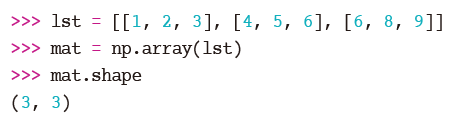 >>> lst = [[1, 2, 3], [4, 5, 6], [6, 8, 9]]
>>> mat = np.array(lst)
>>> mat.shape
(3, 3)